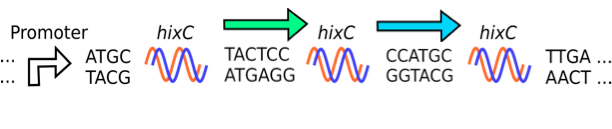 Promoter
hixC
hixC
hixC
... ATGC TACTCC CCATGC TTGA ...
... TACG ATGAGG GGTACG AACT ...